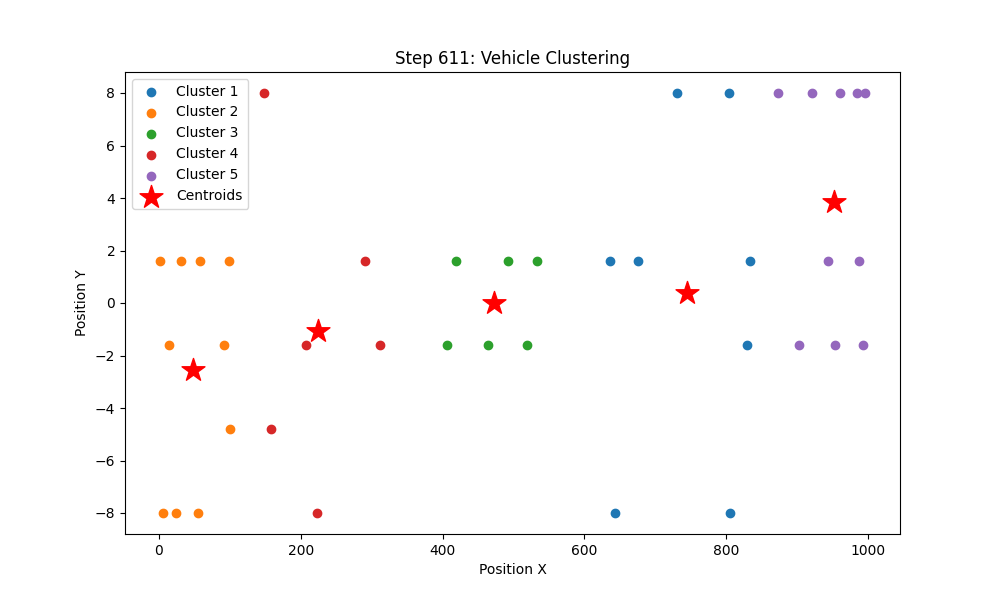 Step 611: Vehicle Clustering
Cluster 1
Cluster 2
Cluster 3
Cluster 4
Cluster 5
Centroids
8
6
4
2
0
−2
−4
−6
−8
Position Y
0 200 400 600 800 1000
Position X